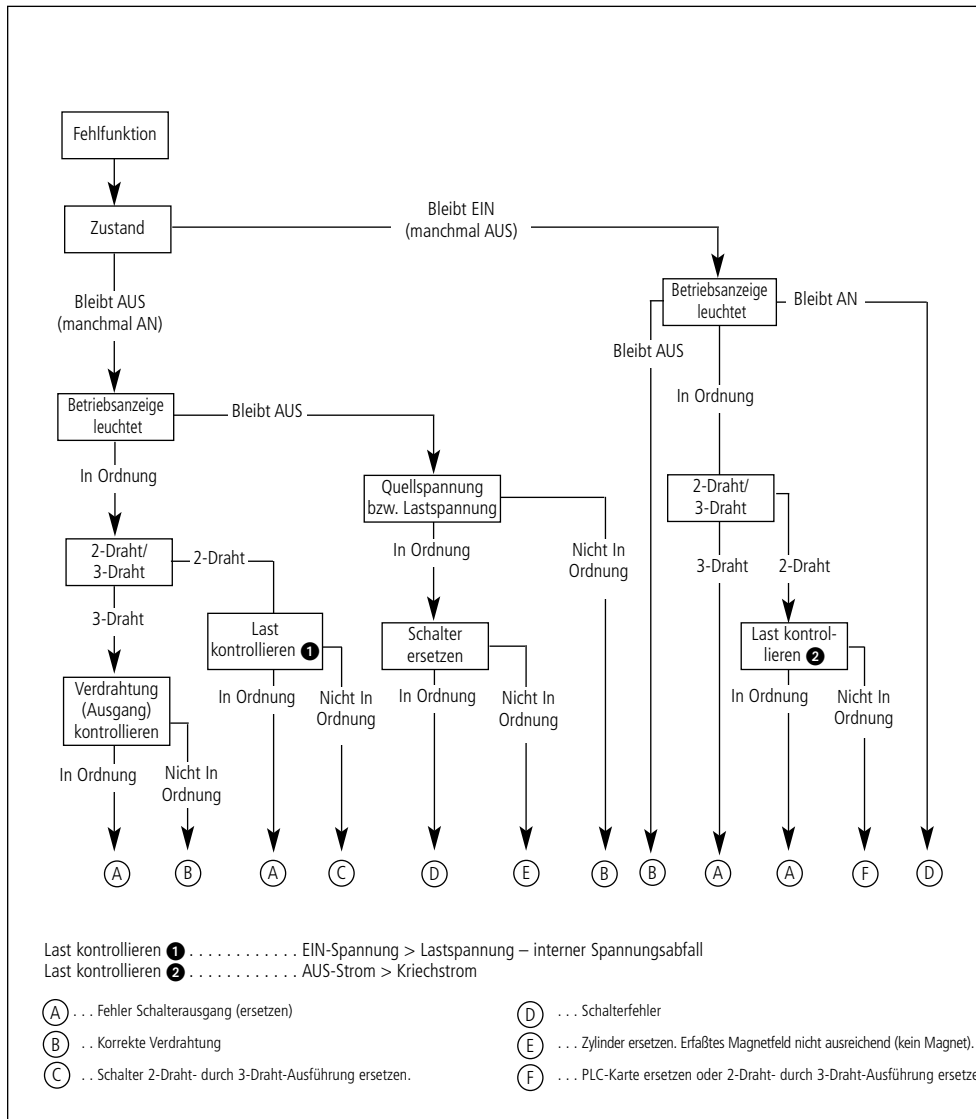 Fehlfunktion
Zustand
Bleibt EIN
(manchmal AUS)
Bleibt AUS
(manchmal AN)
Betriebsanzeige
leuchtet
Bleibt AN
Bleibt AUS
In Ordnung
Betriebsanzeige
leuchtet
Bleibt AUS
In Ordnung
Quellspannung
bzw. Lastspannung
2-Draht/
3-Draht
2-Draht/
3-Draht
2-Draht
In Ordnung
Nicht In
Ordnung
3-Draht
2-Draht
3-Draht
Last
kontrollieren ❶
Schalter
ersetzen
Last kontrol-
lieren ❷
Verdrahtung
(Ausgang)
kontrollieren
In Ordnung
Nicht In
Ordnung
In Ordnung
Nicht In
Ordnung
In Ordnung
Nicht In
Ordnung
In Ordnung
Nicht In
Ordnung
A B A C D E B B A A F D
Last kontrollieren ❶ . . . . . . . . . . . . EIN-Spannung > Lastspannung – interner Spannungsabfall
Last kontrollieren ❷ . . . . . . . . . . . . AUS-Strom > Kriechstrom
A . . . Fehler Schalterausgang (ersetzen)
B . . Korrekte Verdrahtung
C . . Schalter 2-Draht- durch 3-Draht-Ausführung ersetzen.
D . . . Schalterfehler
E . . . Zylinder ersetzen. Erfaßtes Magnetfeld nicht ausreichend (kein Magnet).
F . . . PLC-Karte ersetzen oder 2-Draht- durch 3-Draht-Ausführung ersetze